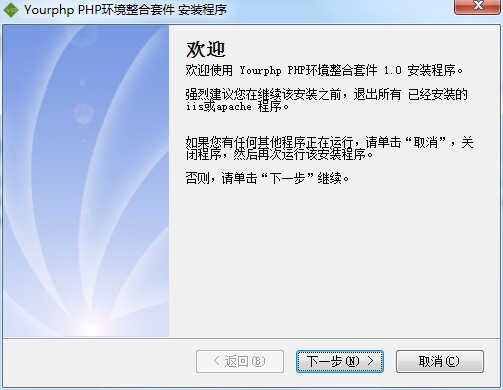 Yourphp PHP环境整合套件 安装程序
欢迎
欢迎使用 Yourphp PHP环境整合套件 1.0 安装程序。
强烈建议您在继续该安装之前，退出所有 已经安装的
iis或apache 程序。
如果您有任何其他程序正在运行，请单击“取消”，关
闭程序，然后再次运行该安装程序。
否则，请单击“下一步”继续。
< 返回(B)
下一步(N) >
取消(C)